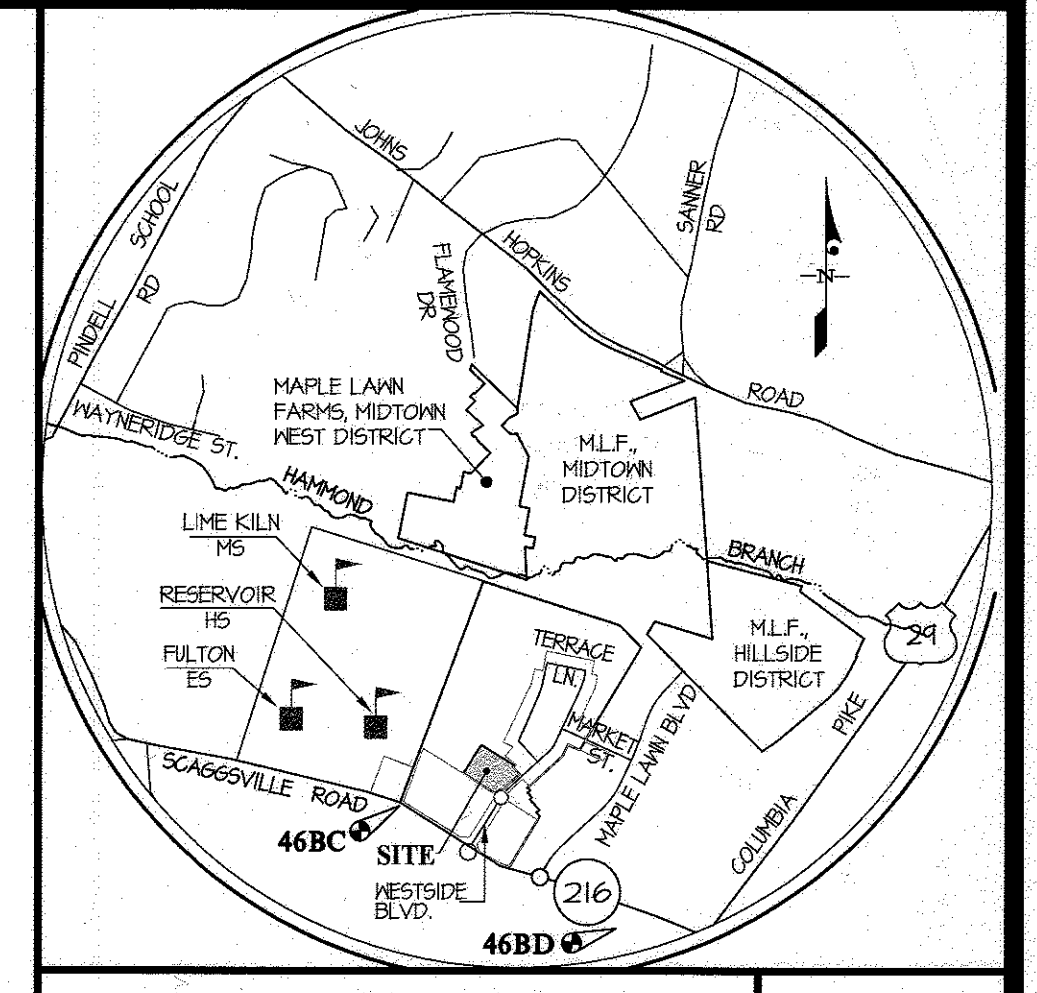 JOHNS
HOPKINS
ROAD
SANNER
RD
PINDELL
SCHOOL
RD
FLAMEWOOD
DR
-N-
MAPLE LAWN
FARMS, MIDTOWN
WEST DISTRICT
WAYNERIDGE ST.
HAMMOND
BRANCH
M.L.F.,
MIDTOWN
DISTRICT
LIME KILN
MS
RESERVOIR
HS
FULTON
ES
TERRACE
LN.
MARKET
ST.
MAPLE LAWN BLVD
M.L.F.,
HILLSIDE
DISTRICT
29
COLUMBIA
PIKE
SCAGGSVILLE ROAD
46BC
SITE
WESTSIDE
BLVD.
216
46BD